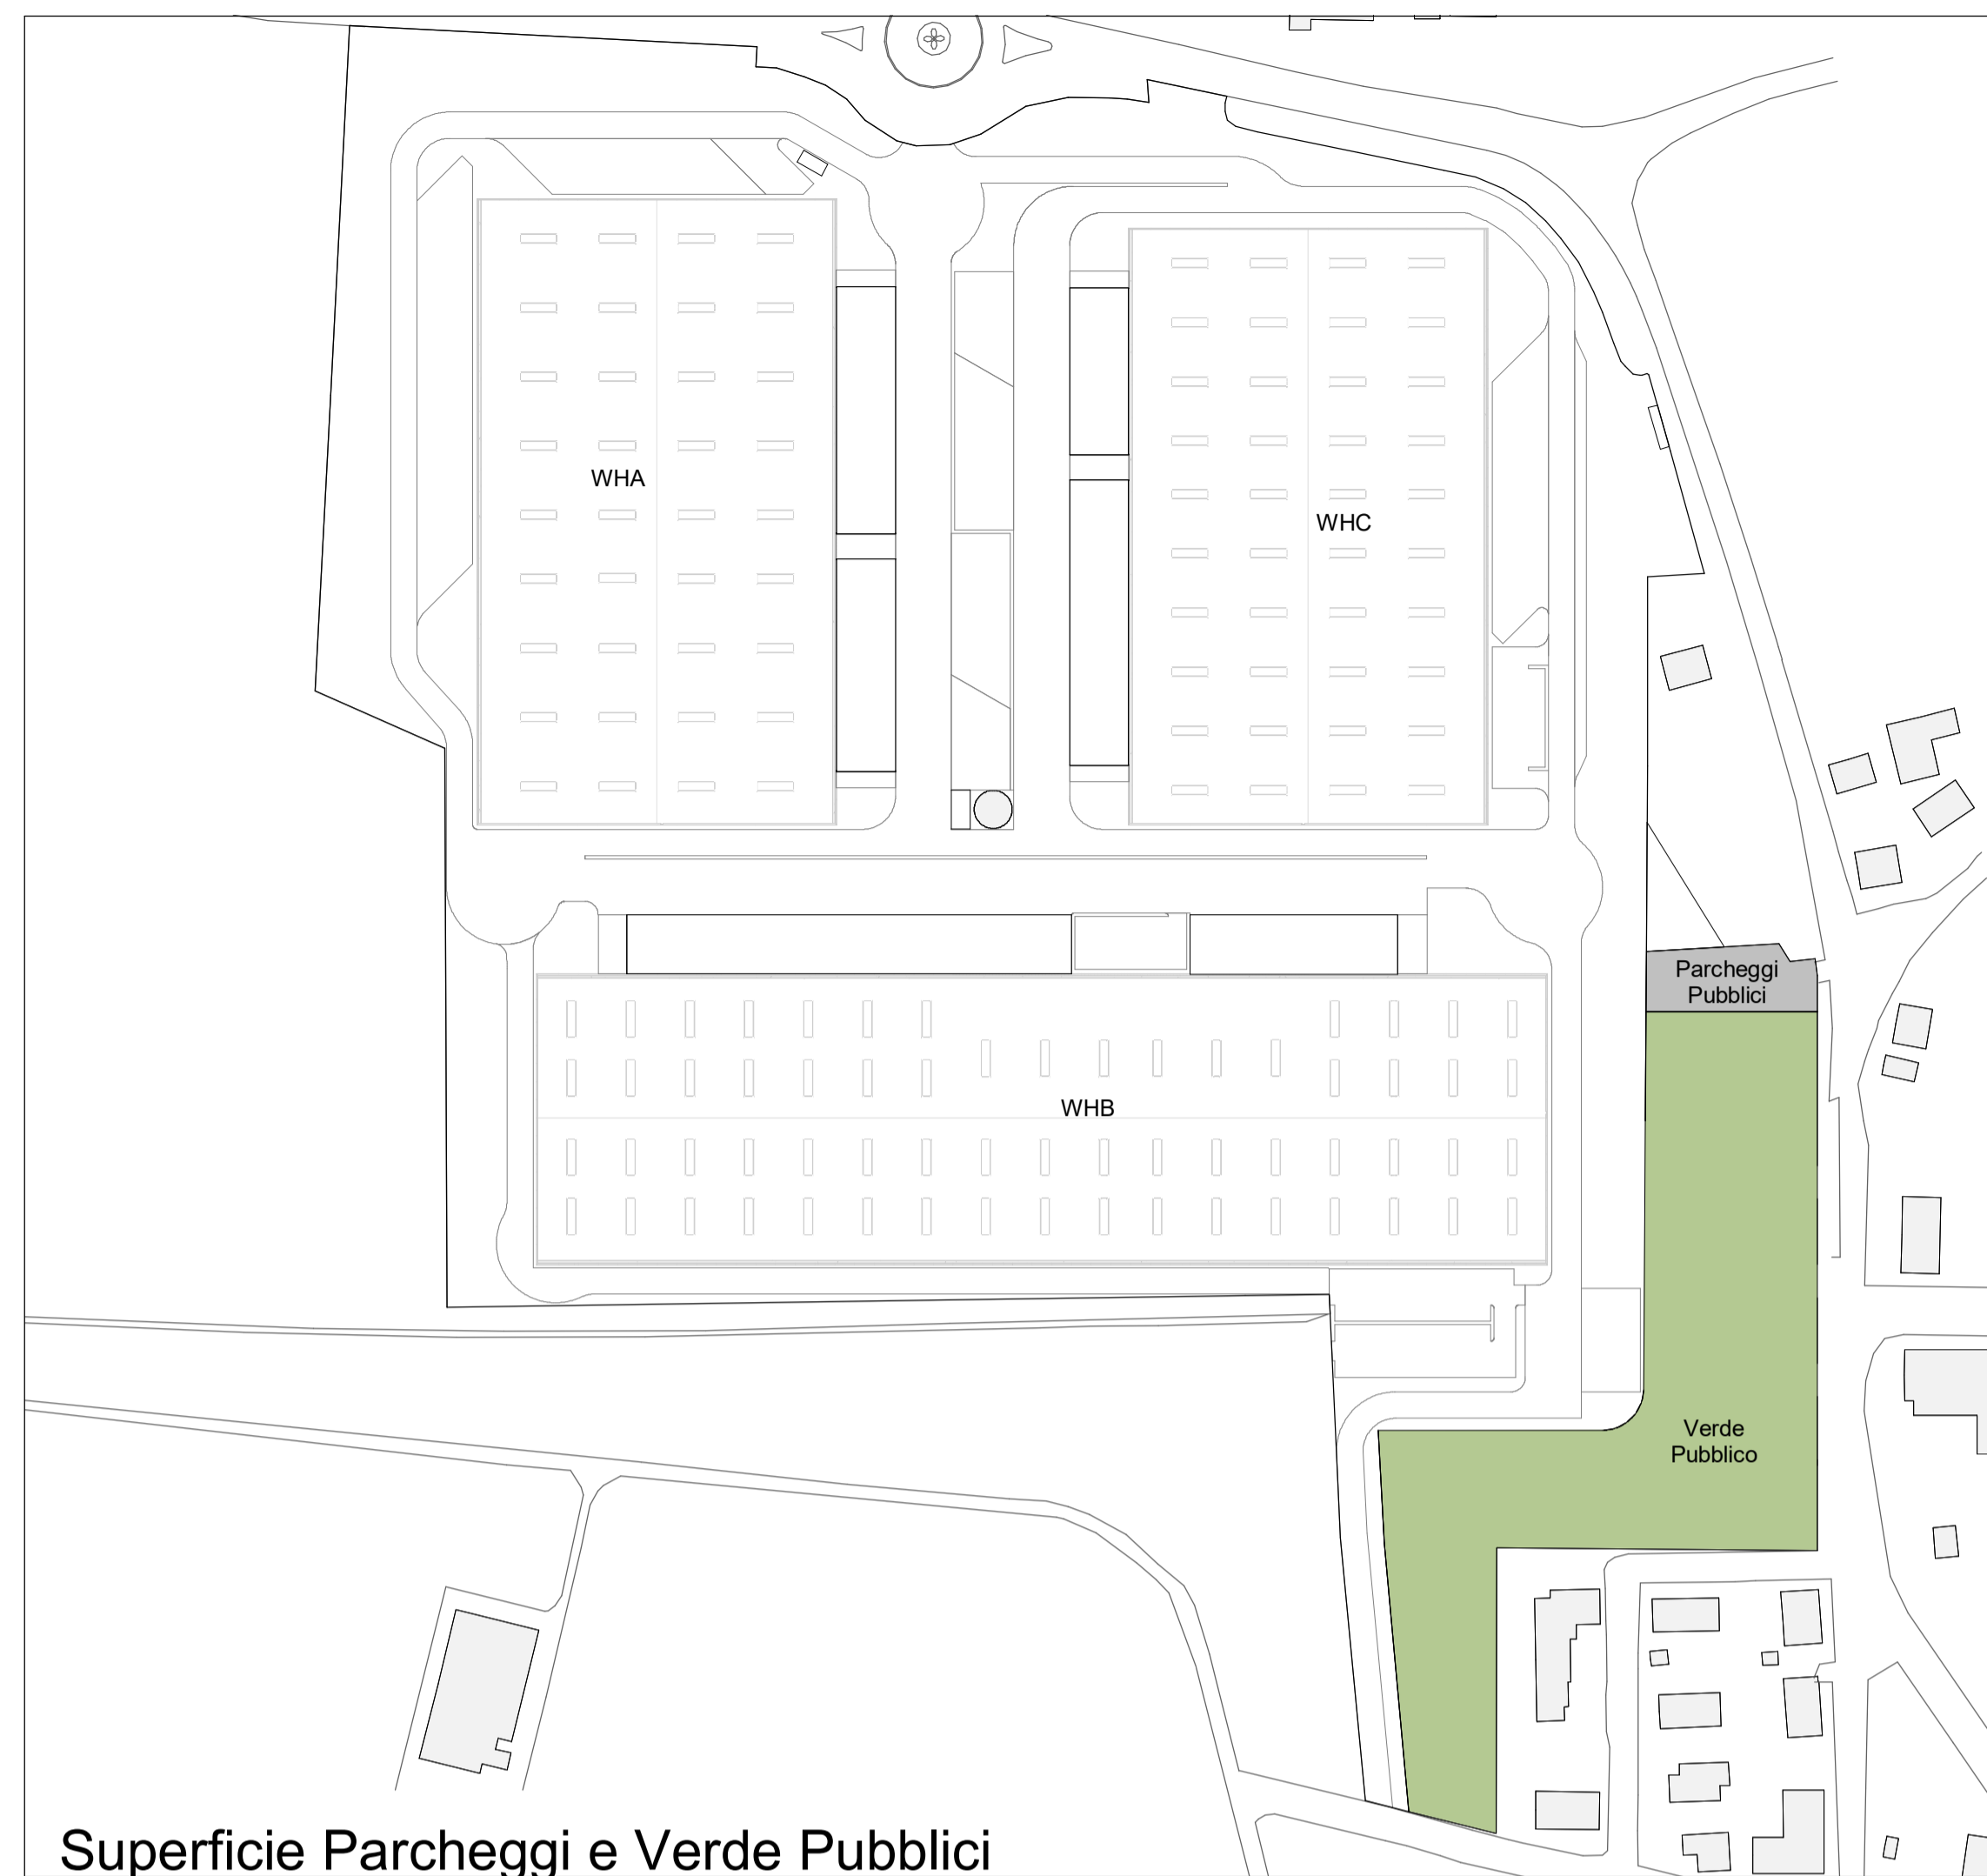 WHA
WHC
Parcheggi
Pubblici
WHB
Verde
Pubblico
Superficie Parcheggi e Verde Pubblici